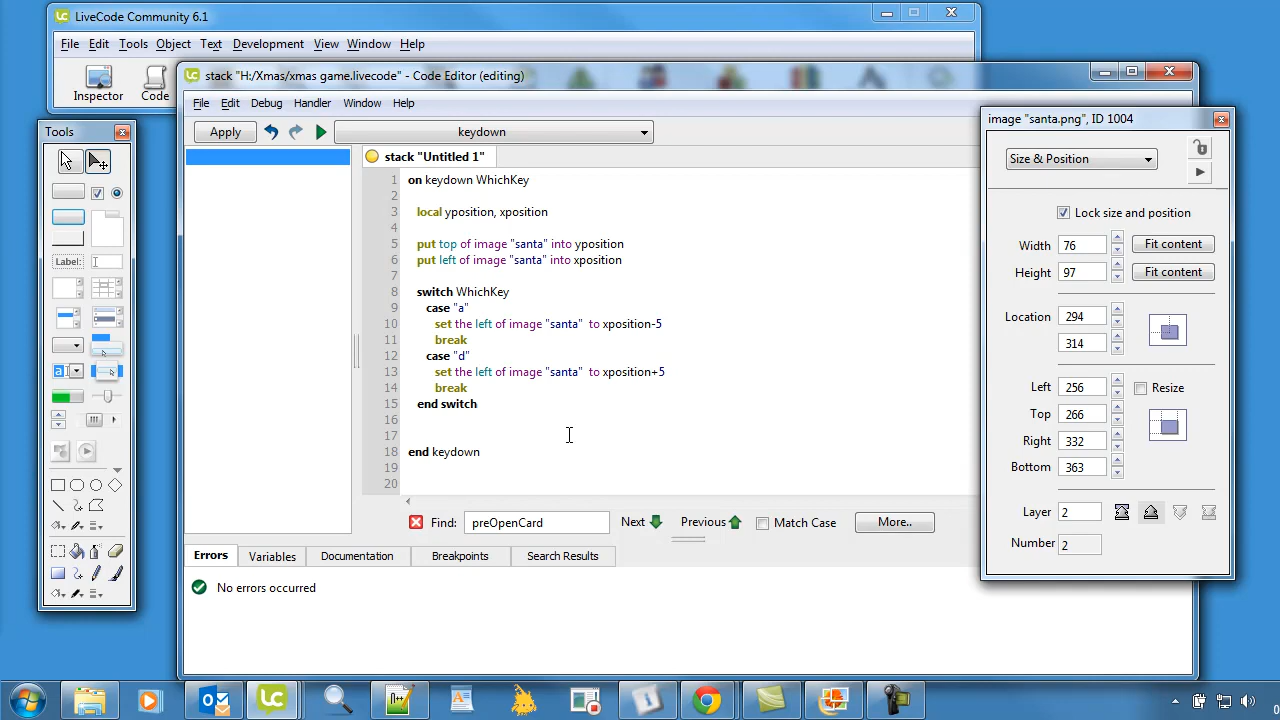 LiveCode Community 6.1
File Edit Tools Object Text Development View Window Help
Inspector
Code
stack "H:/Xmas/xmas game.livecode" - Code Editor (editing)
File Edit Debug Handler Window Help
Apply
keydown
stack "Untitled 1"
1 on keydown WhichKey
2
3 local yposition, xposition
4
5 put top of image "santa" into yposition
6 put left of image "santa" into xposition
7
8 switch WhichKey
9 case "a"
10 set the left of image "santa"  to xposition-5
11 break
12 case "d"
13 set the left of image "santa"  to xposition+5
14 break
15 end switch
16
17
18 end keydown
19
20
Find: preOpenCard Next Previous Match Case More..
Errors Variables Documentation Breakpoints Search Results
No errors occurred
Tools
Label:
a
image "santa.png", ID 1004
Size & Position
Lock size and position
Width 76 Fit content
Height 97 Fit content
Location 294
314
Left 256 Resize
Top 266
Right 332
Bottom 363
Layer 2
Number 2